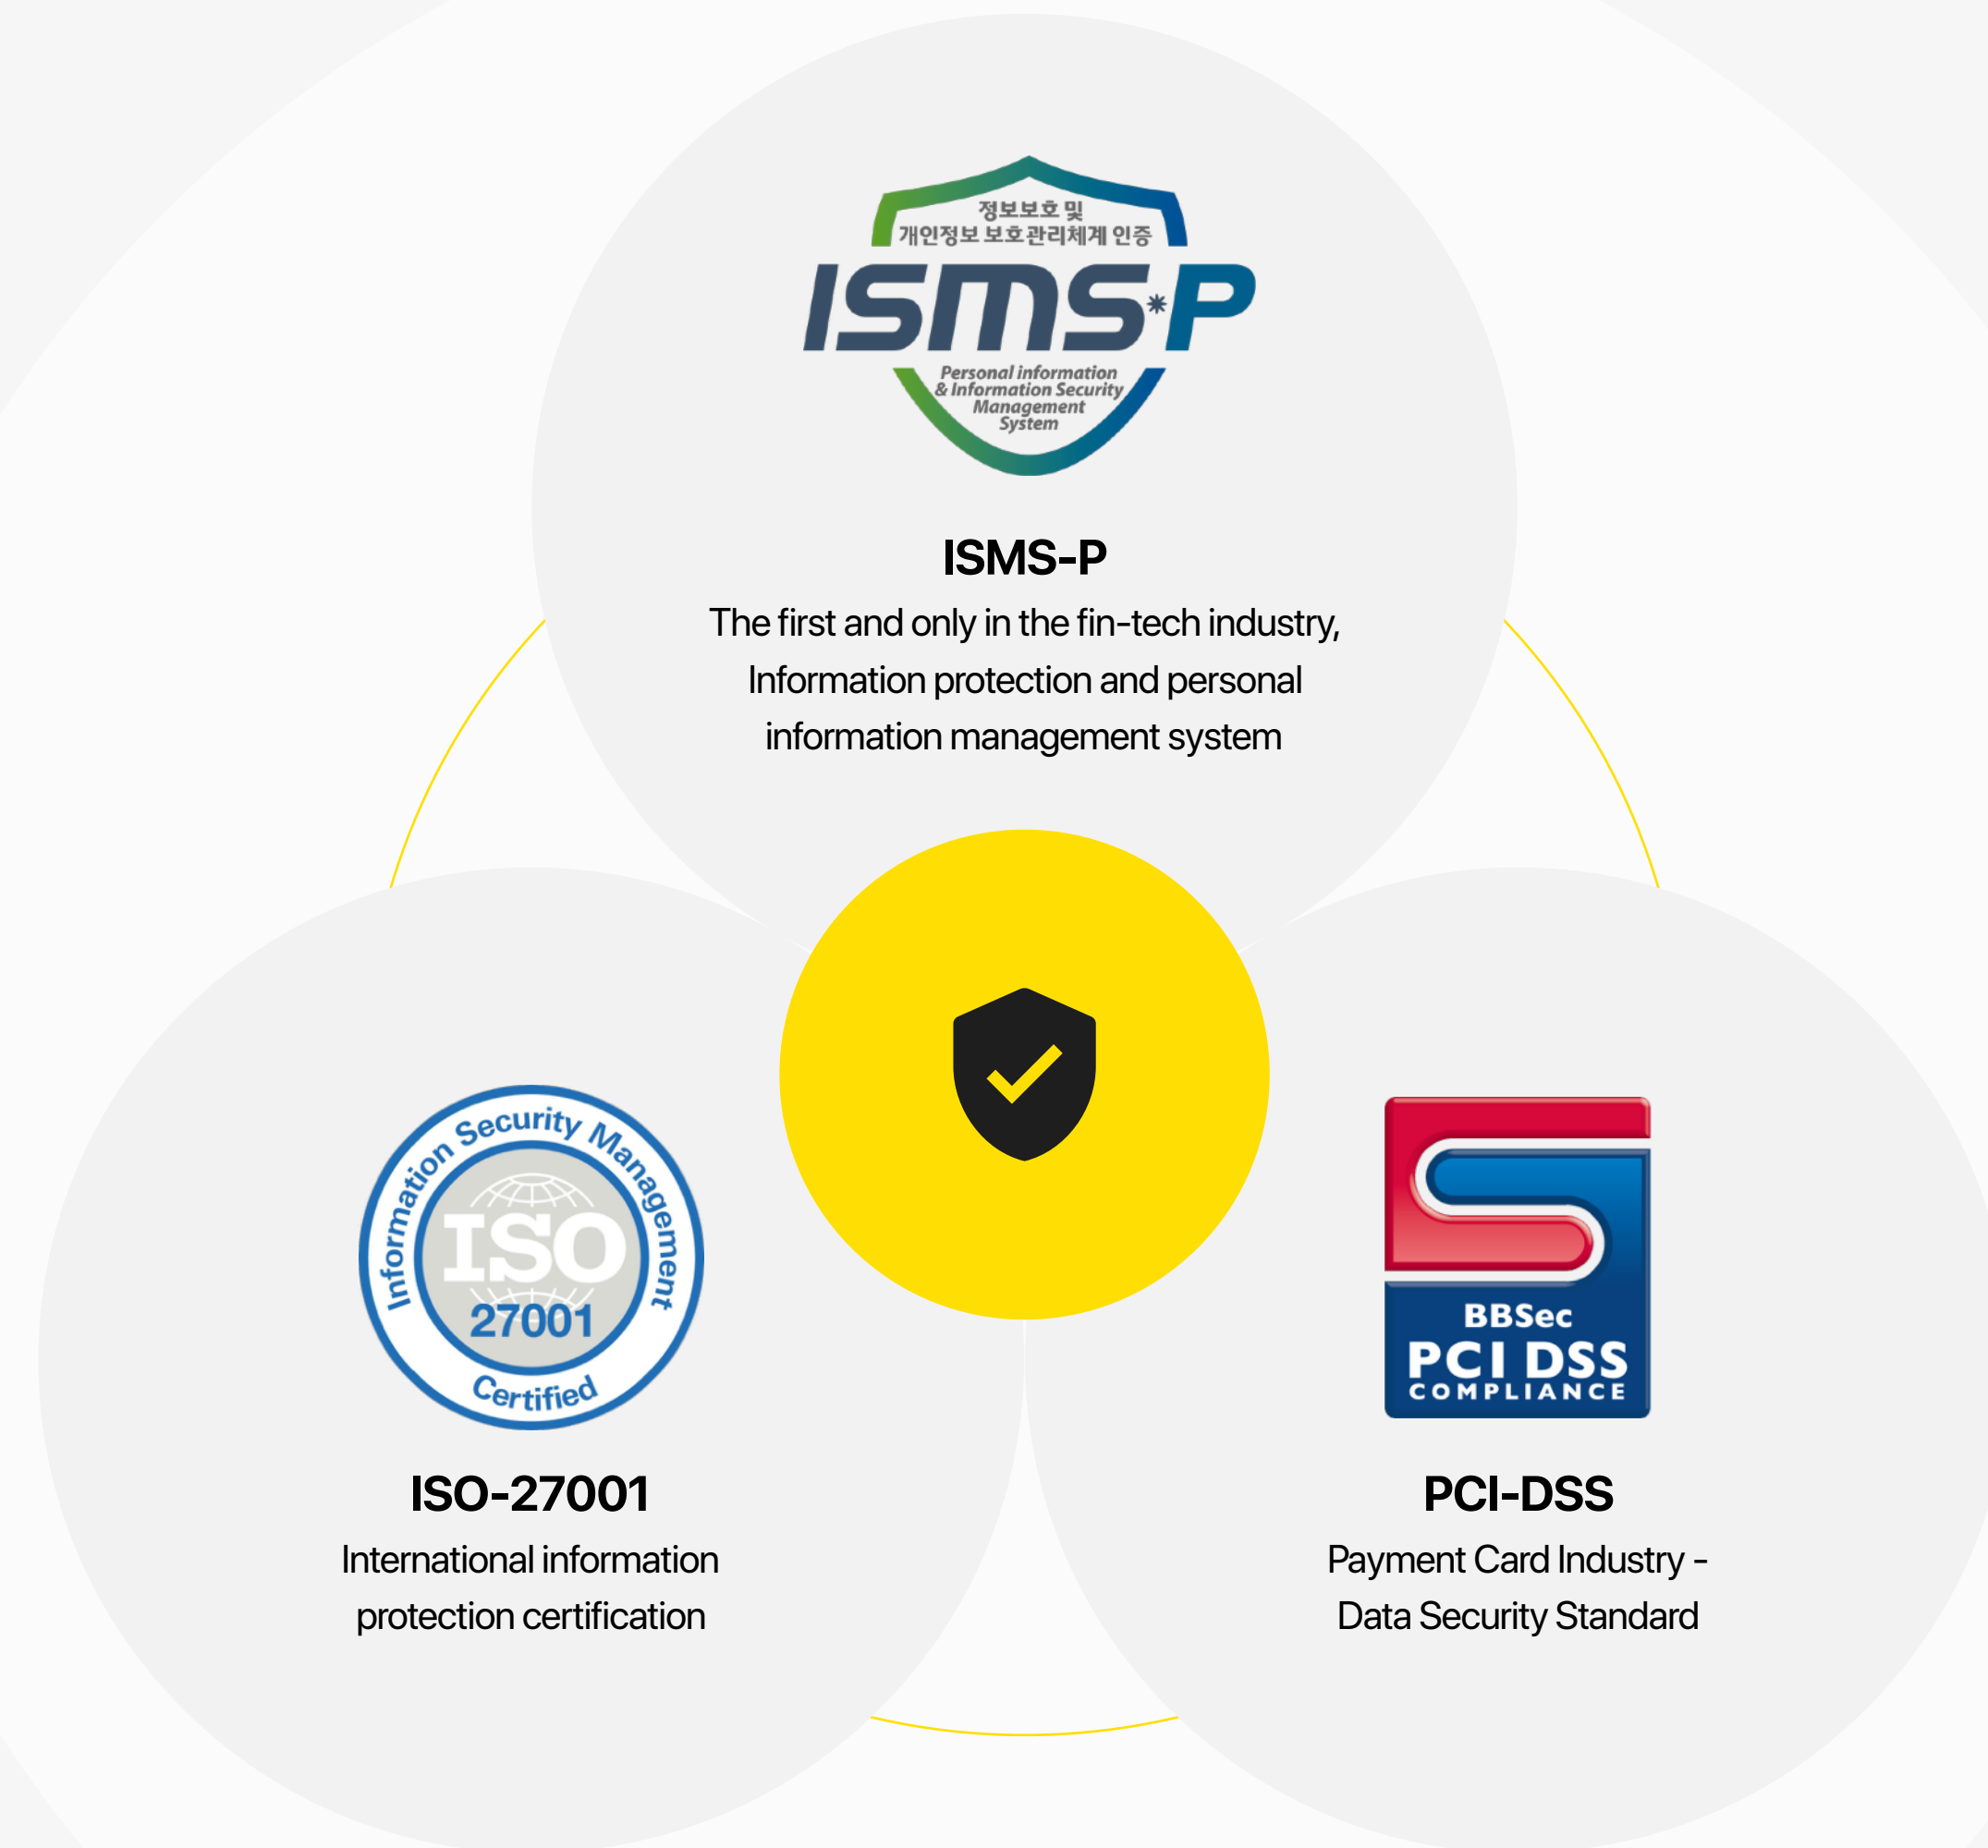 정보보호 및
개인정보 보호관리체계 인증
ISMS*P
Personal information
& Information Security
Management
System
ISMS-P
The first and only in the fin-tech industry,
Information protection and personal
information management system
Information Security Management
ISO
27001
Certified
ISO-27001
International information
protection certification
BBSec
PCI DSS
COMPLIANCE
PCI-DSS
Payment Card Industry -
Data Security Standard